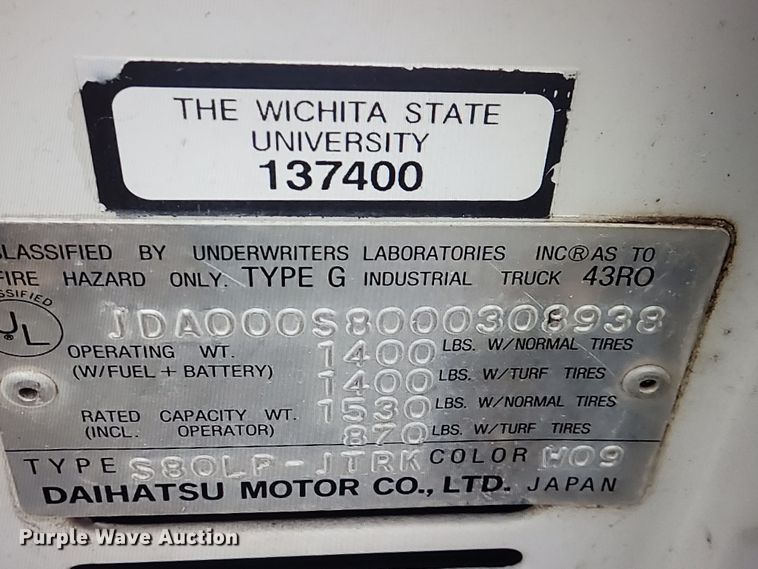 THE WICHITA STATE
UNIVERSITY
137400
CLASSIFIED BY UNDERWRITERS LABORATORIES INC® AS TO
FIRE HAZARD ONLY. TYPE G INDUSTRIAL TRUCK 43RO
CLASSIFIED
UL ®
JDA000S8000308938
OPERATING WT. 1400 LBS. W/NORMAL TIRES
(W/FUEL + BATTERY) 1400 LBS. W/TURF TIRES
RATED CAPACITY WT. 1530 LBS. W/NORMAL TIRES
(INCL. OPERATOR) 870 LBS. W/TURF TIRES
TYPE S80LP-JTRK COLOR W09
DAIHATSU MOTOR CO., LTD. JAPAN
Purple Wave Auction